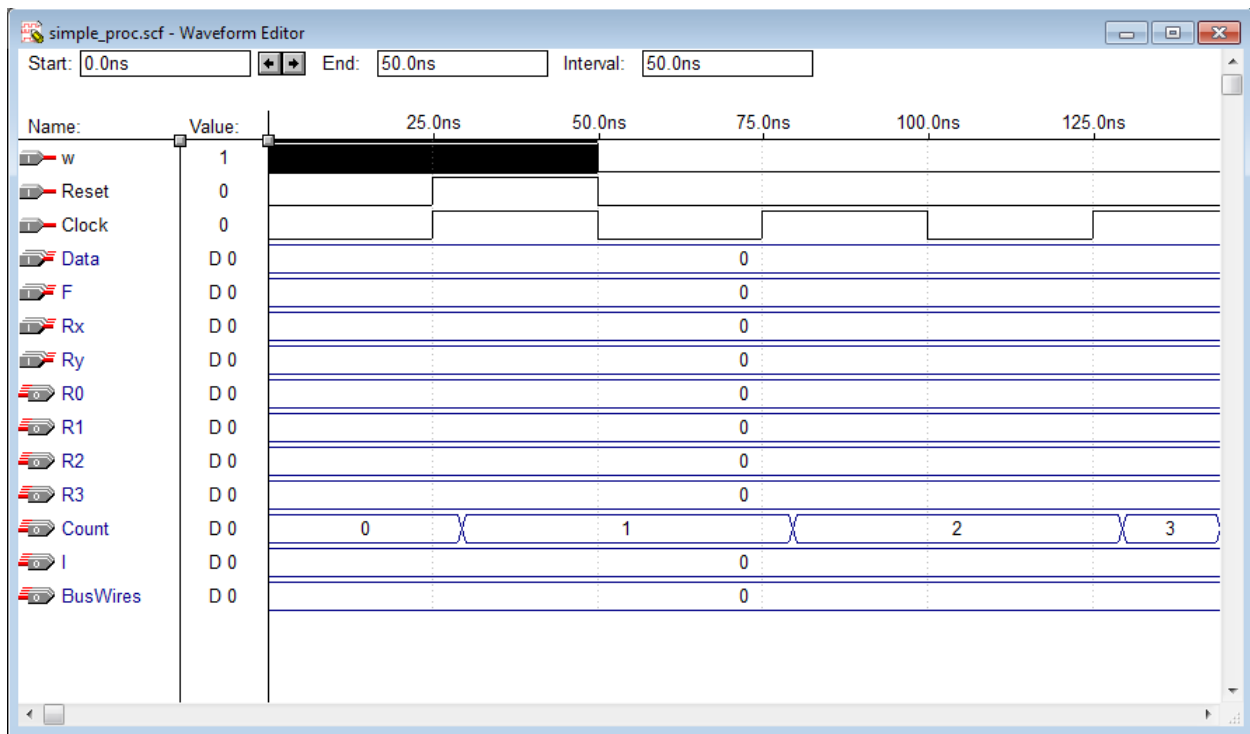 simple_proc.scf - Waveform Editor
Start: 0.0ns End: 50.0ns Interval: 50.0ns
Name: Value: 25.0ns 50.0ns 75.0ns 100.0ns 125.0ns
w 1
Reset 0
Clock 0
Data D 0 0
F D 0 0
Rx D 0 0
Ry D 0 0
R0 D 0 0
R1 D 0 0
R2 D 0 0
R3 D 0 0
Count D 0 0 1 2 3
I D 0 0
BusWires D 0 0